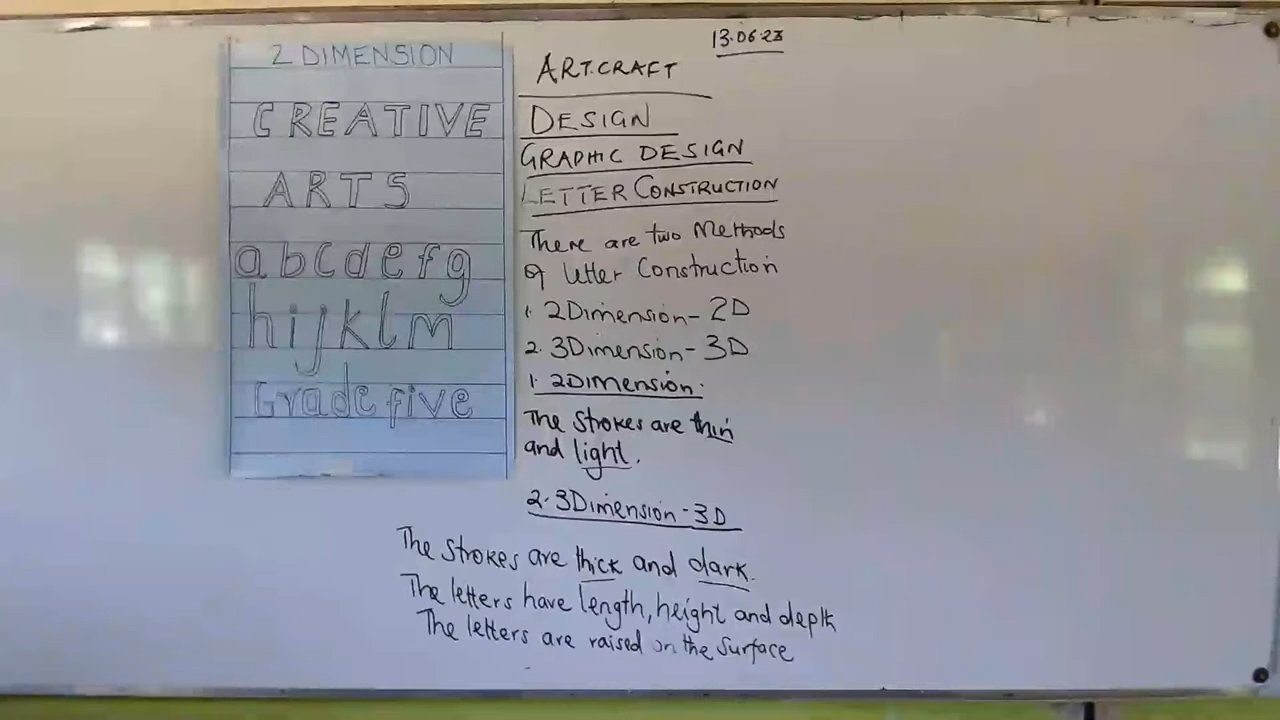 13.06.23
2 DIMENSION
CREATIVE
ARTS
abcdefg
hijklm
Grade five
ART.CRAFT
DESIGN
GRAPHIC DESIGN
LETTER CONSTRUCTION
There are two Methods
of letter Construction
1. 2Dimension - 2D
2. 3Dimension - 3D
1. 2Dimension.
The Strokes are thin
and light.
2. 3Dimension - 3D
The strokes are thick and dark.
The letters have length, height and depth
The letters are raised on the surface